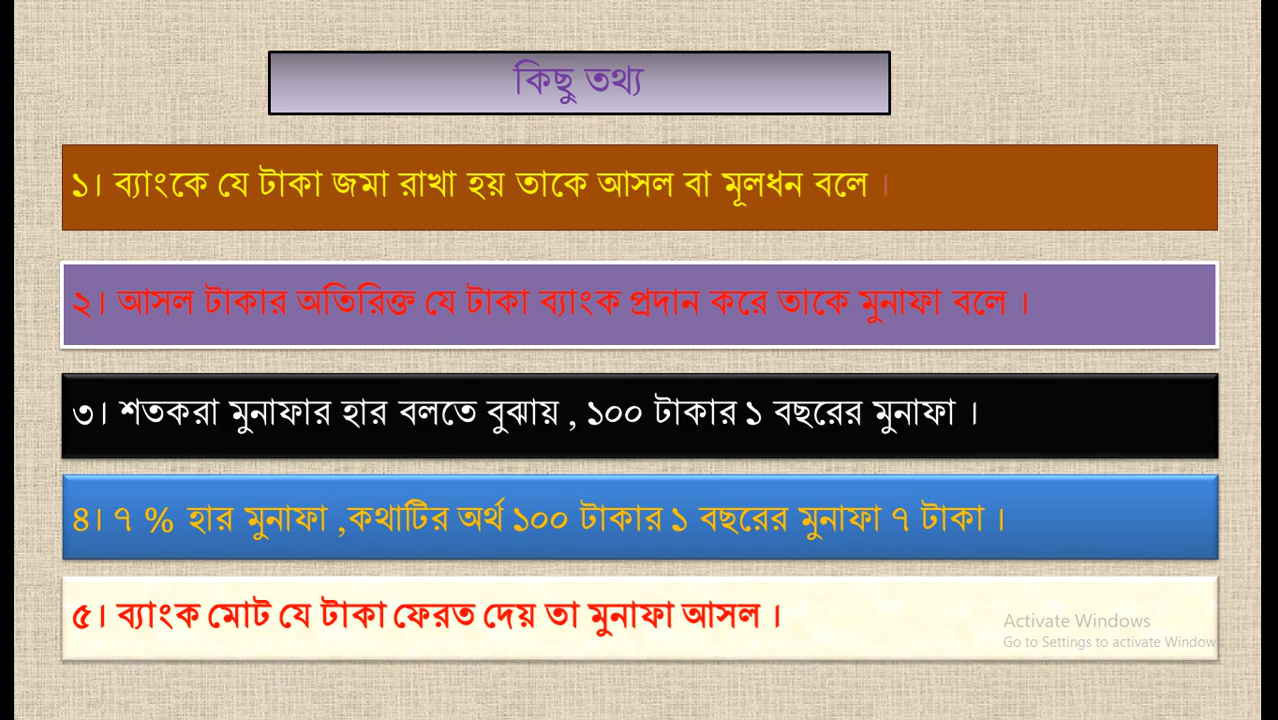 কিছু তথ্য
১। ব্যাংকে যে টাকা জমা রাখা হয় তাকে আসল বা মূলধন বলে ।
২। আসল টাকার অতিরিক্ত যে টাকা ব্যাংক প্রদান করে তাকে মুনাফা বলে ।
৩। শতকরা মুনাফার হার বলতে বুঝায় , ১০০ টাকার ১ বছরের মুনাফা ।
৪। ৭ % হার মুনাফা ,কথাটির অর্থ ১০০ টাকার ১ বছরের মুনাফা ৭ টাকা ।
৫। ব্যাংক মোট যে টাকা ফেরত দেয় তা মুনাফা আসল ।
Activate Windows
Go to Settings to activate Window